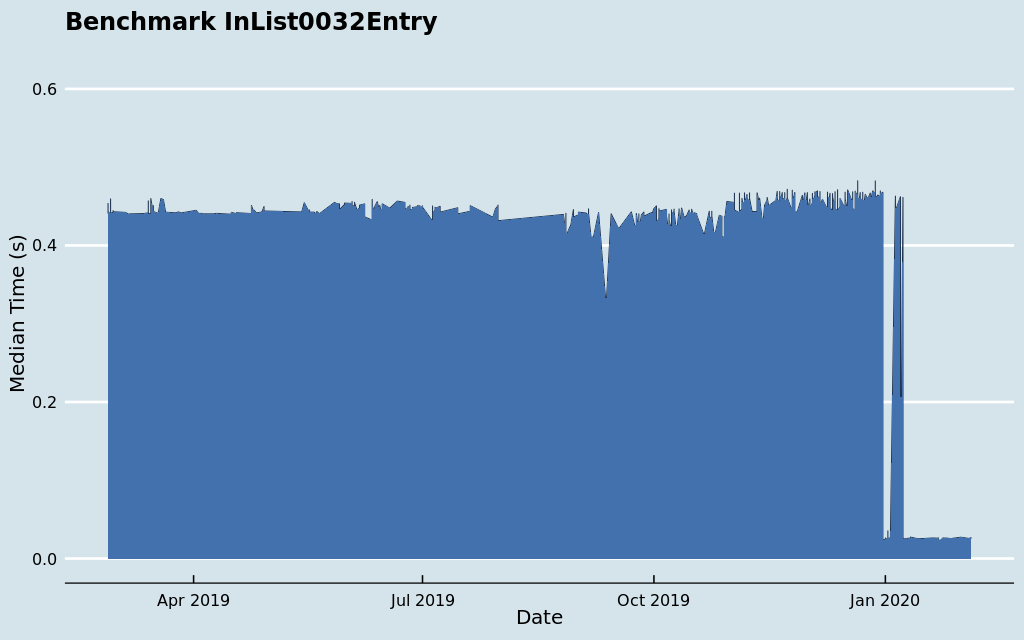 Benchmark InList0032Entry
0.6
0.4
0.2
0.0
Median Time (s)
Apr 2019
Jul 2019
Oct 2019
Jan 2020
Date